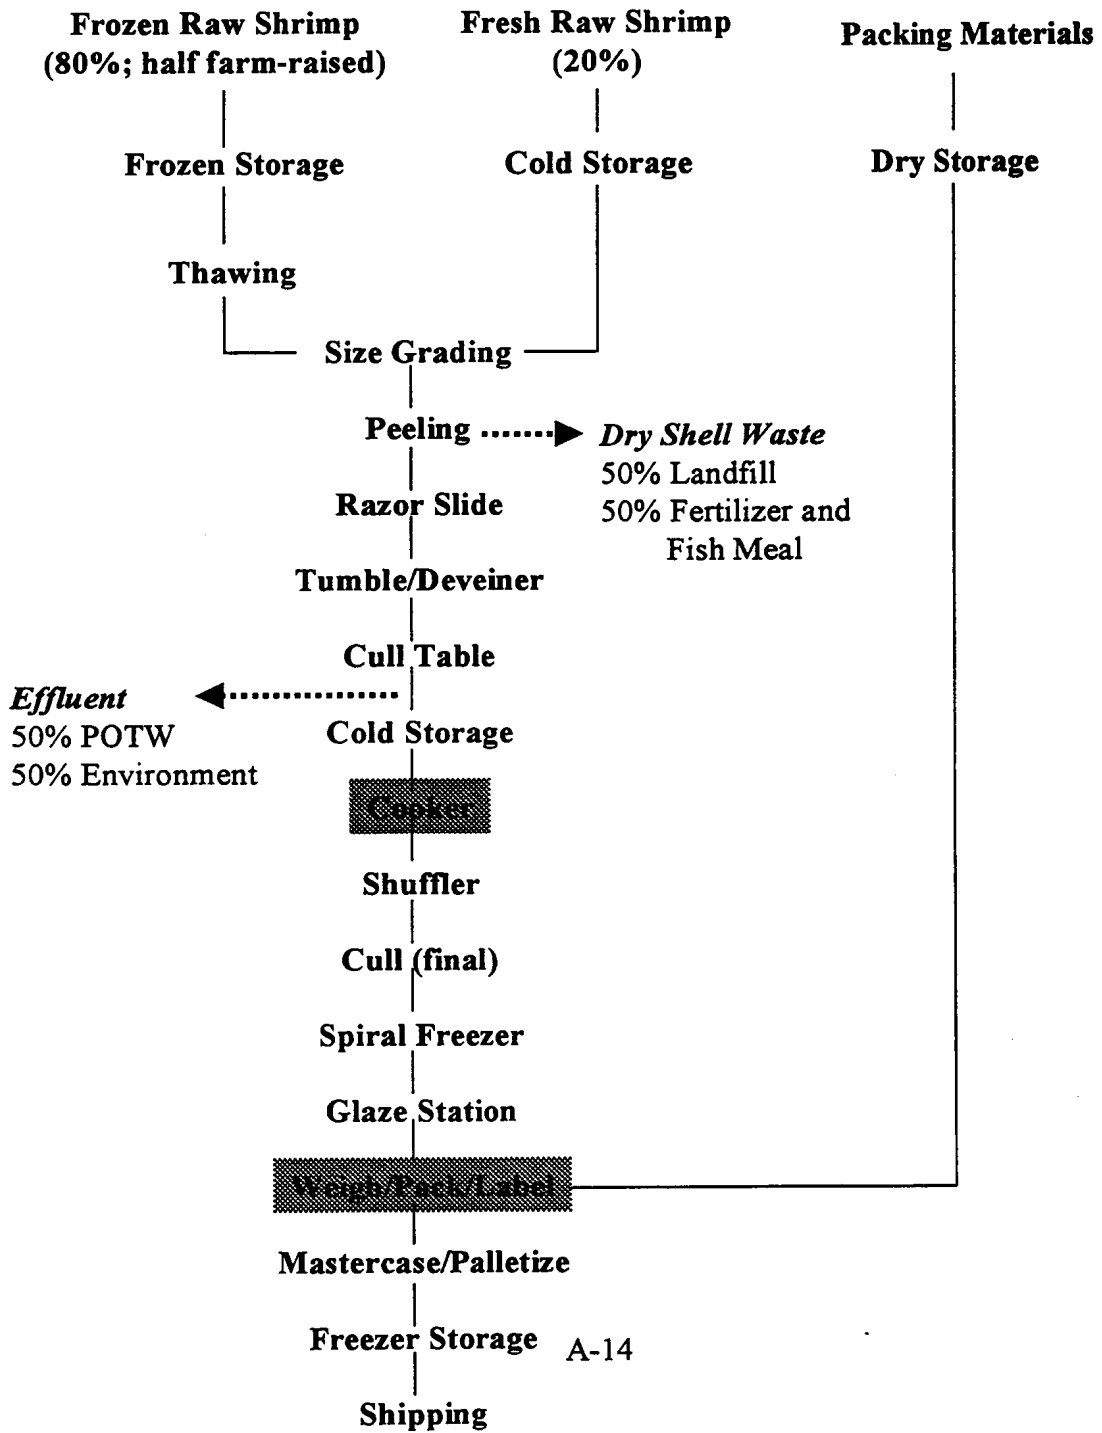 Frozen Raw Shrimp
(80%; half farm-raised)
Fresh Raw Shrimp
(20%)
Packing Materials
Frozen Storage
Cold Storage
Dry Storage
Thawing
Size Grading
Peeling
Dry Shell Waste
50% Landfill
50% Fertilizer and
Fish Meal
Razor Slide
Tumble/Deveiner
Cull Table
Effluent
50% POTW
50% Environment
Cold Storage
Cooker
Shuffler
Cull (final)
Spiral Freezer
Glaze Station
Weigh/Pack/Label
Mastercase/Palletize
Freezer Storage
A-14
Shipping